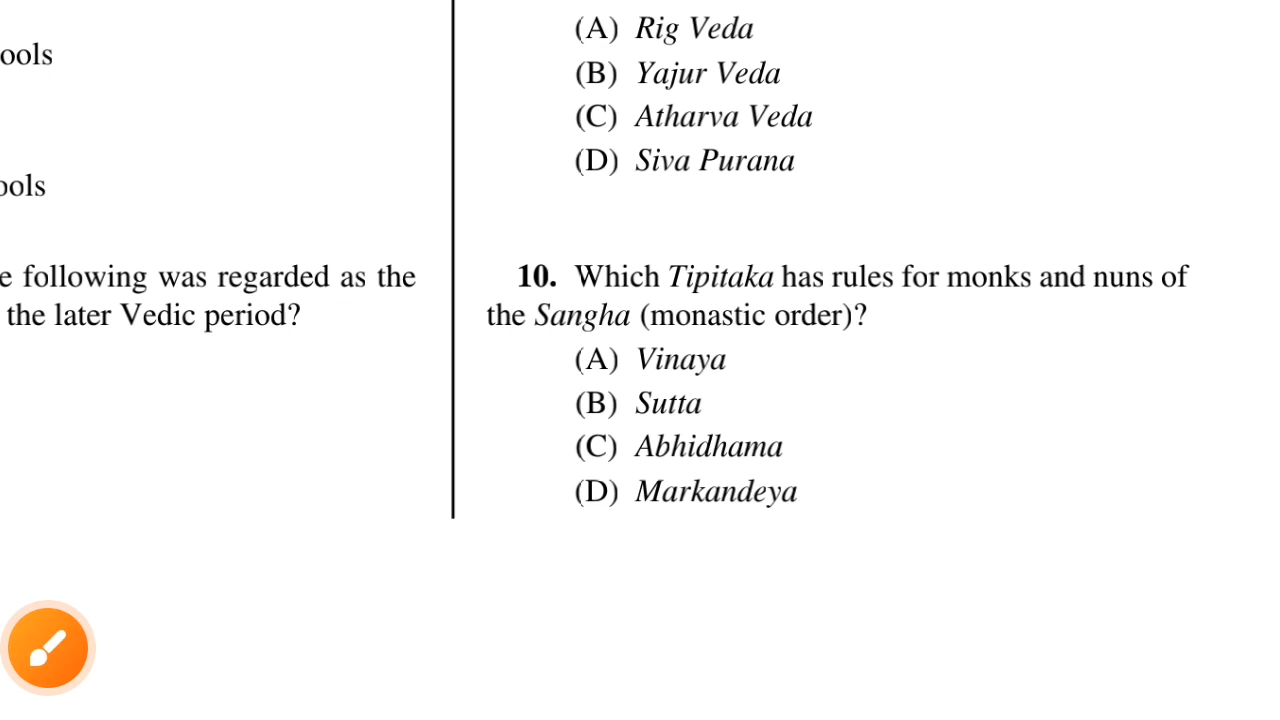 ools
ools
e following was regarded as the
the later Vedic period?
(A) Rig Veda
(B) Yajur Veda
(C) Atharva Veda
(D) Siva Purana
10. Which Tipitaka has rules for monks and nuns of
the Sangha (monastic order)?
(A) Vinaya
(B) Sutta
(C) Abhidhama
(D) Markandeya